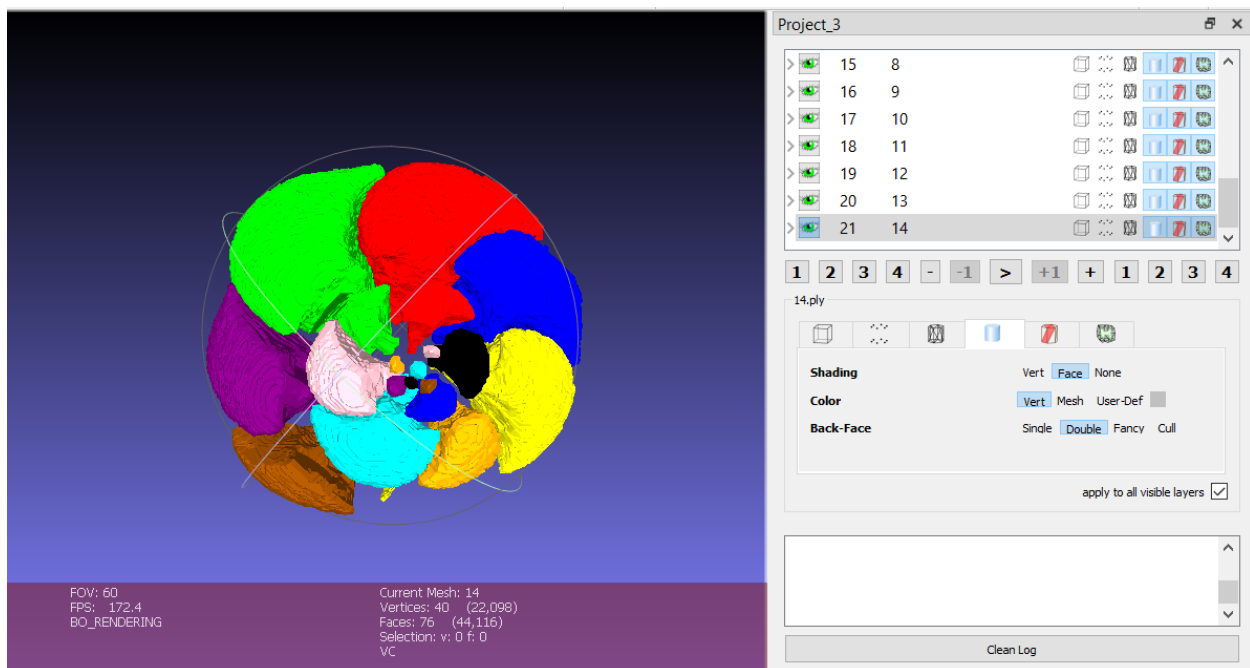 Project_3
15 8
16 9
17 10
18 11
19 12
20 13
21 14
1 2 3 4 - -1 > +1 + 1 2 3 4
14.ply
Shading Vert Face None
Color Vert Mesh User-Def
Back-Face Single Double Fancy Cull
apply to all visible layers
Clean Log
FOV: 60
FPS: 172.4
BO_RENDERING
Current Mesh: 14
Vertices: 40 (22,098)
Faces: 76 (44,116)
Selection: v: 0 f: 0
VC